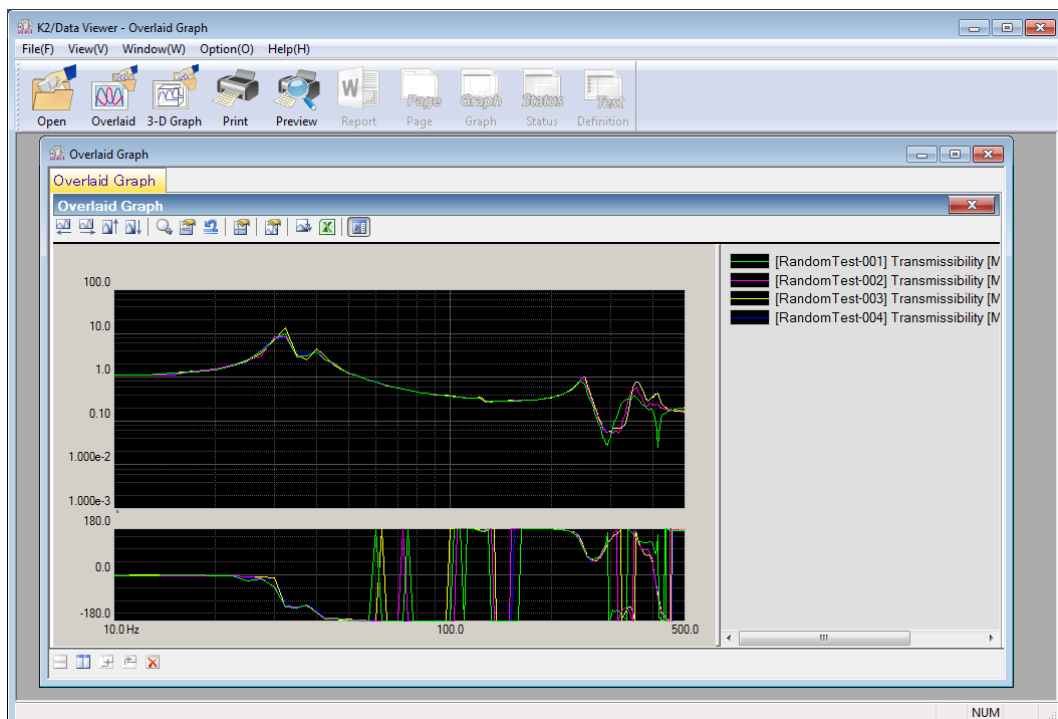 K2/Data Viewer - Overlaid Graph
File(F) View(V) Window(W) Option(O) Help(H)
Open Overlaid 3-D Graph Print Preview Report Page Graph Status Definition
Overlaid Graph
Overlaid Graph
Overlaid Graph
[RandomTest-001] Transmissibility [M
[RandomTest-002] Transmissibility [M
[RandomTest-003] Transmissibility [M
[RandomTest-004] Transmissibility [M
100.0
10.0
1.0
0.10
1.000e-2
1.000e-3
180.0
0.0
-180.0
10.0 Hz 100.0 500.0
NUM